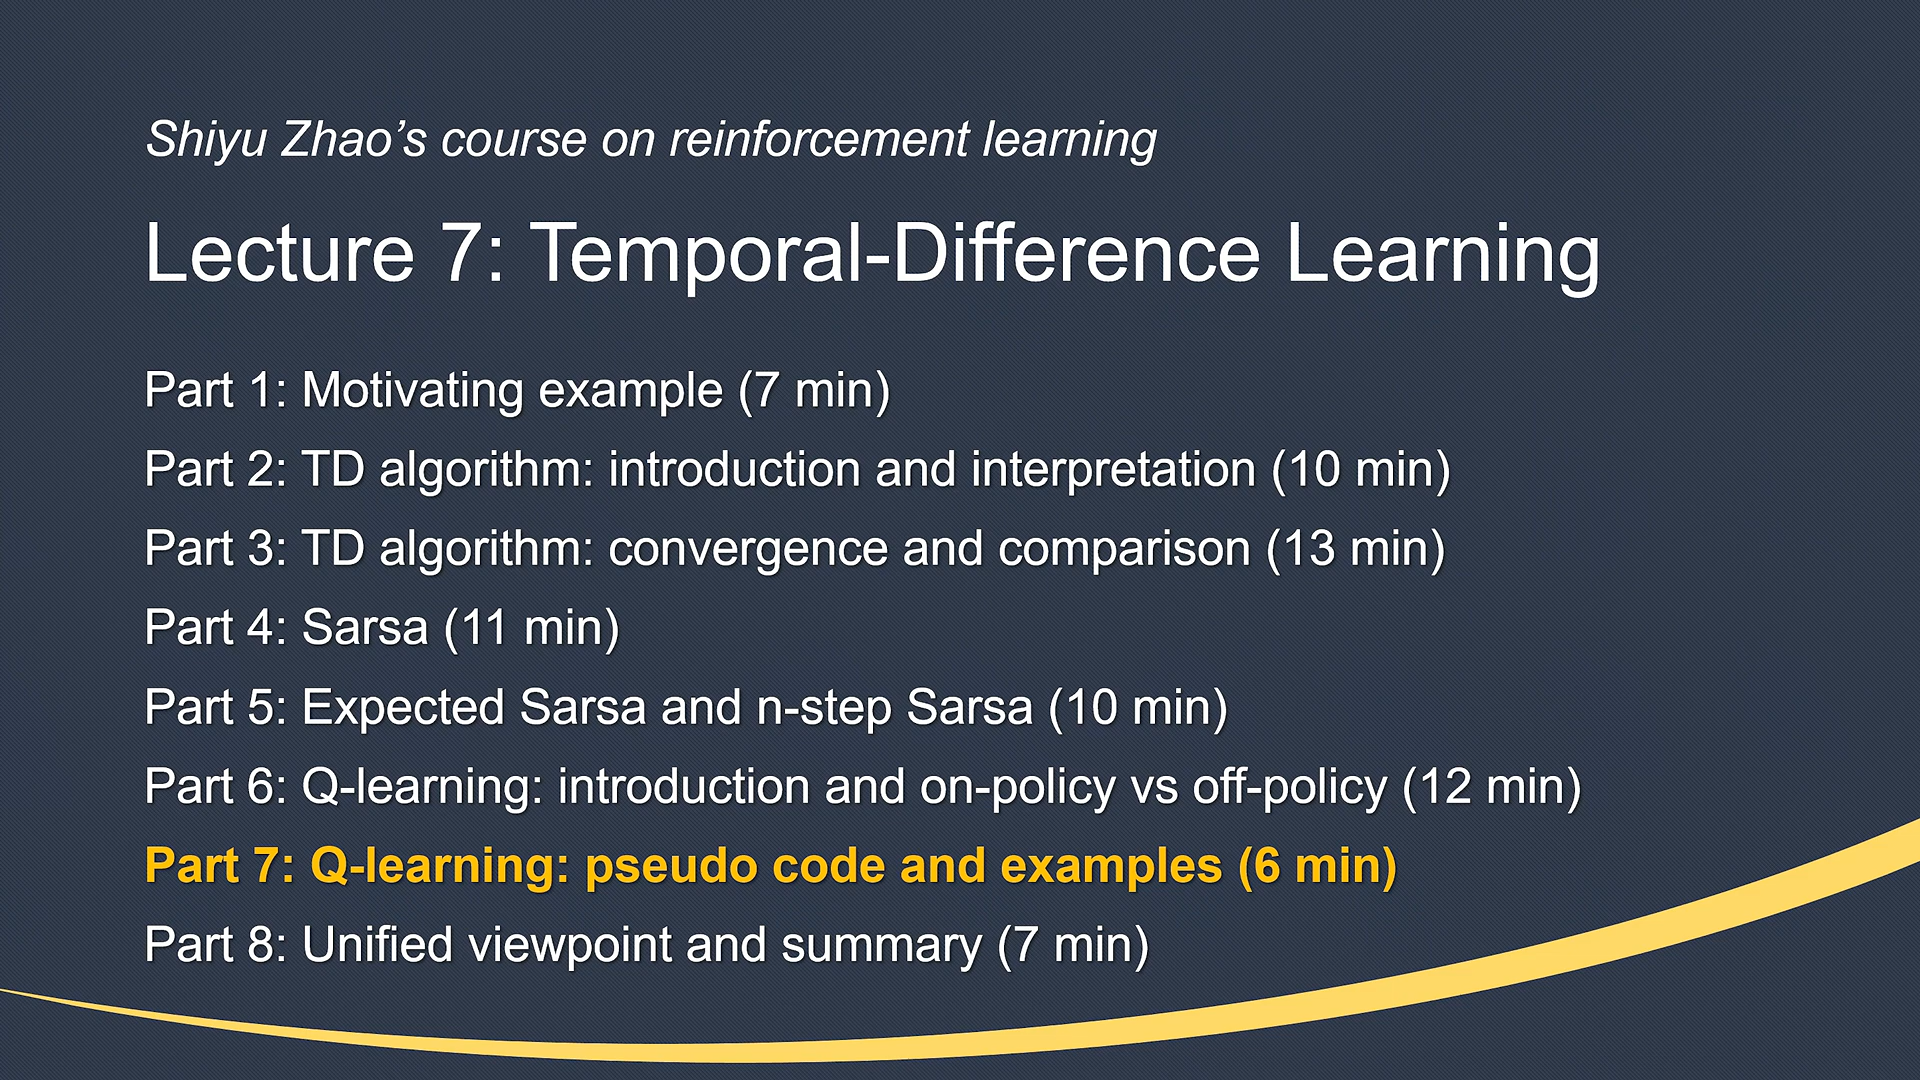 Shiyu Zhao’s course on reinforcement learning
Lecture 7: Temporal-Difference Learning
Part 1: Motivating example (7 min)
Part 2: TD algorithm: introduction and interpretation (10 min)
Part 3: TD algorithm: convergence and comparison (13 min)
Part 4: Sarsa (11 min)
Part 5: Expected Sarsa and n-step Sarsa (10 min)
Part 6: Q-learning: introduction and on-policy vs off-policy (12 min)
Part 7: Q-learning: pseudo code and examples (6 min)
Part 8: Unified viewpoint and summary (7 min)